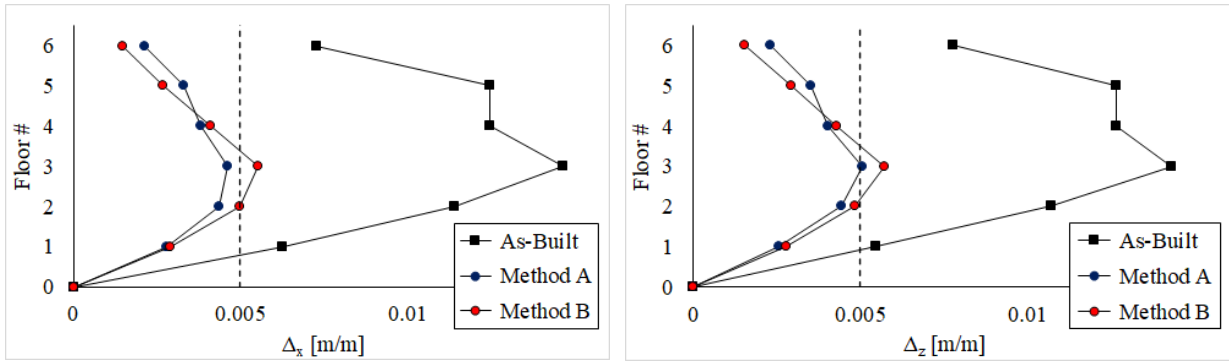 6
5
4
3
2
1
0
Floor #
0
0.005
0.01
Δx [m/m]
As-Built
Method A
Method B
6
5
4
3
2
1
0
Floor #
0
0.005
0.01
Δz [m/m]
As-Built
Method A
Method B